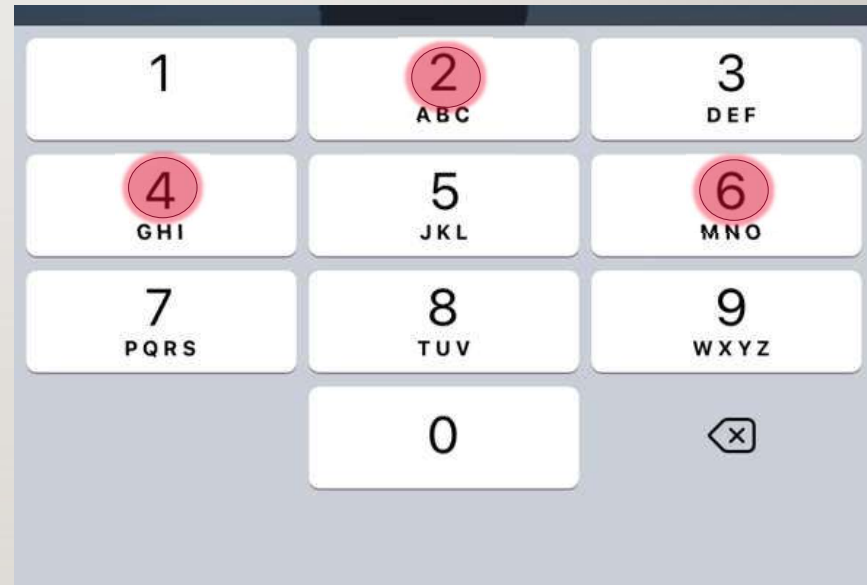 1 2 3
ABC DEF
4 5 6
GHI JKL MNO
7 8 9
PQRS TUV WXYZ
0